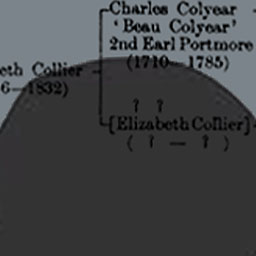 Charles Colyear
‘Beau Colyear’
2nd Earl Portmore
(1710—1785)
eth Collier
6—1832)
? ?
[Elizabeth Collier]
( ? — ? )